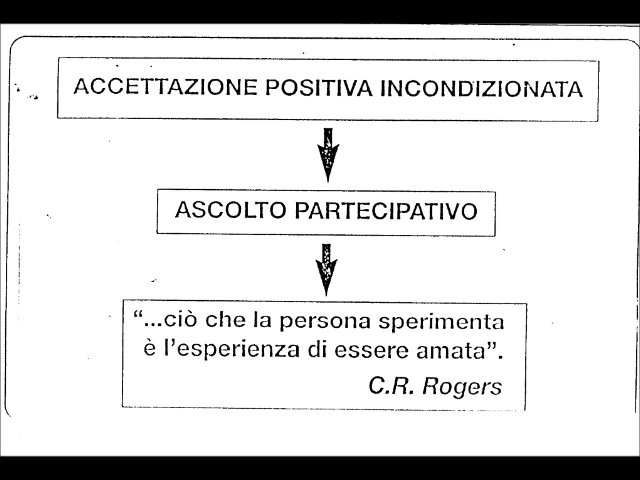 ACCETTAZIONE POSITIVA INCONDIZIONATA
ASCOLTO PARTECIPATIVO
“...ciò che la persona sperimenta
è l’esperienza di essere amata”.
C.R. Rogers